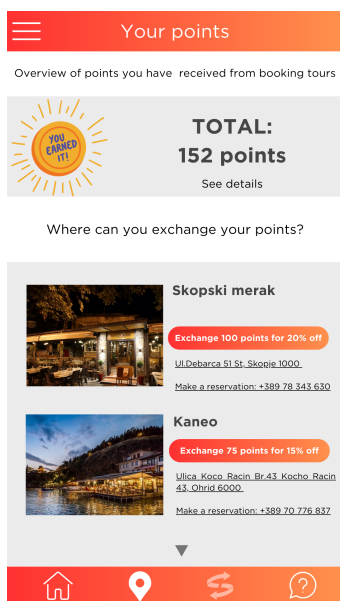 Your points
Overview of points you have received from booking tours
YOU
EARNED
IT!
TOTAL:
152 points
See details
Where can you exchange your points?
Skopski merak
Exchange 100 points for 20% off
Ul.Debarca 51 St, Skopje 1000
Make a reservation: +389 78 343 630
Kaneo
Exchange 75 points for 15% off
Ulica Koco Racin Br.43 Kocho Racin
43, Ohrid 6000
Make a reservation: +389 70 776 837